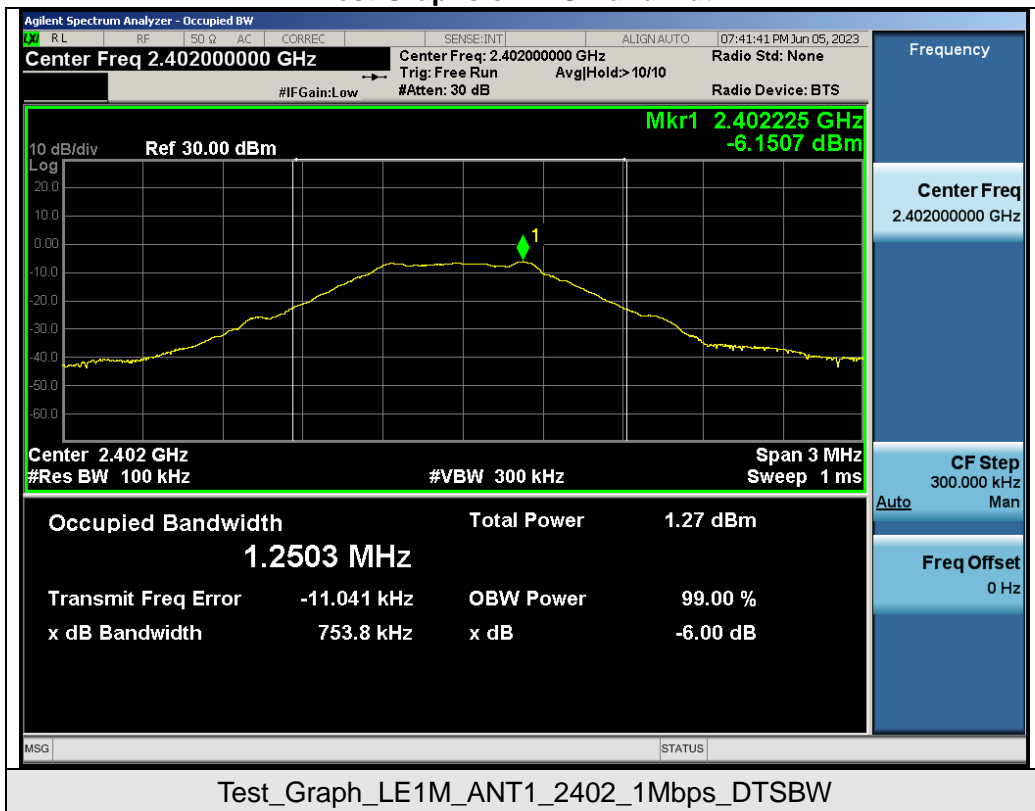 Agilent Spectrum Analyzer - Occupied BW
LXI RL RF 50 Ω AC CORREC SENSE:INT ALIGN AUTO 07:41:41 PM Jun 05, 2023
Center Freq 2.402000000 GHz
Center Freq: 2.402000000 GHz
Radio Std: None
Trig: Free Run Avg|Hold:> 10/10
#IFGain:Low
#Atten: 30 dB
Radio Device: BTS
Mkr1 2.402225 GHz
-6.1507 dBm
10 dB/div Ref 30.00 dBm
Log
20.0
10.0
0.00
-10.0
-20.0
-30.0
-40.0
-50.0
-60.0
1
Center 2.402 GHz
Span 3 MHz
#Res BW 100 kHz
#VBW 300 kHz
Sweep 1 ms
Occupied Bandwidth
Total Power 1.27 dBm
1.2503 MHz
Transmit Freq Error -11.041 kHz
OBW Power 99.00 %
x dB Bandwidth 753.8 kHz
x dB -6.00 dB
MSG
STATUS
Frequency
Center Freq
2.402000000 GHz
CF Step
300.000 kHz
Auto Man
Freq Offset
0 Hz
Test_Graph_LE1M_ANT1_2402_1Mbps_DTSBW